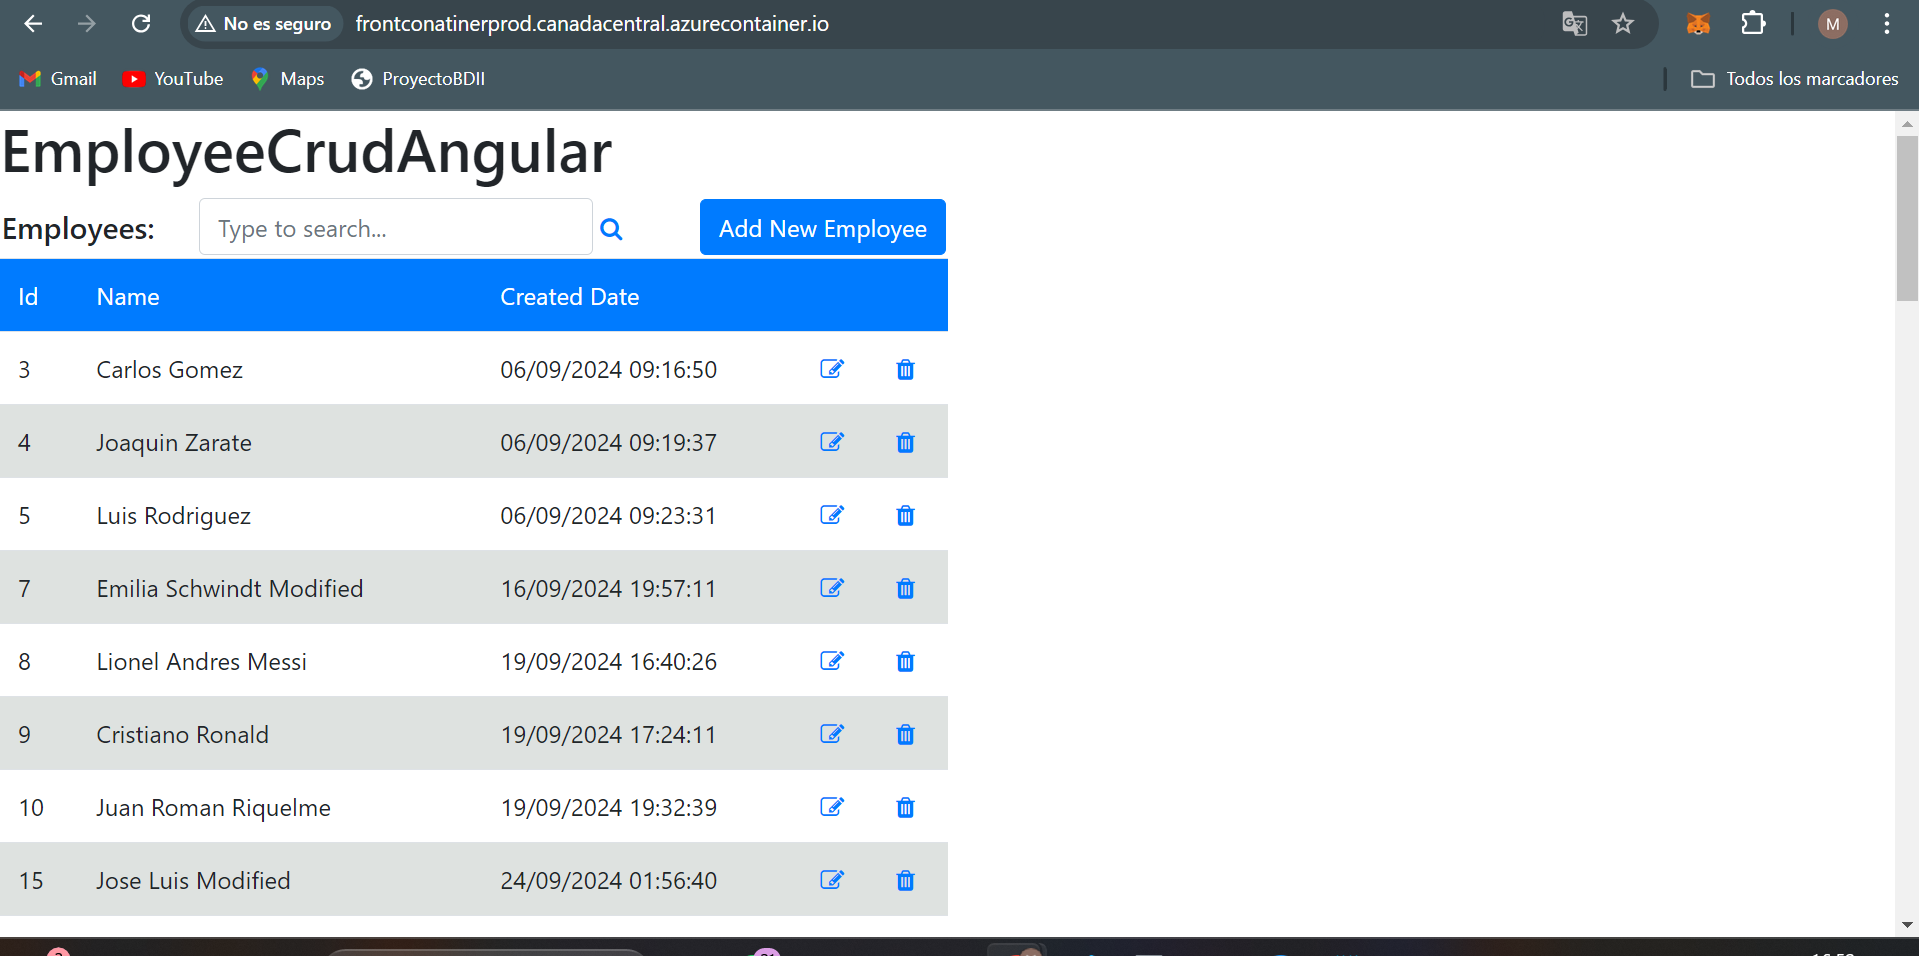 No es seguro frontconatinerprod.canadacentral.azurecontainer.io M
Gmail YouTube Maps ProyectoBDII Todos los marcadores
EmployeeCrudAngular
Employees: Type to search... Add New Employee
Id Name Created Date
3 Carlos Gomez 06/09/2024 09:16:50
4 Joaquin Zarate 06/09/2024 09:19:37
5 Luis Rodriguez 06/09/2024 09:23:31
7 Emilia Schwindt Modified 16/09/2024 19:57:11
8 Lionel Andres Messi 19/09/2024 16:40:26
9 Cristiano Ronald 19/09/2024 17:24:11
10 Juan Roman Riquelme 19/09/2024 19:32:39
15 Jose Luis Modified 24/09/2024 01:56:40